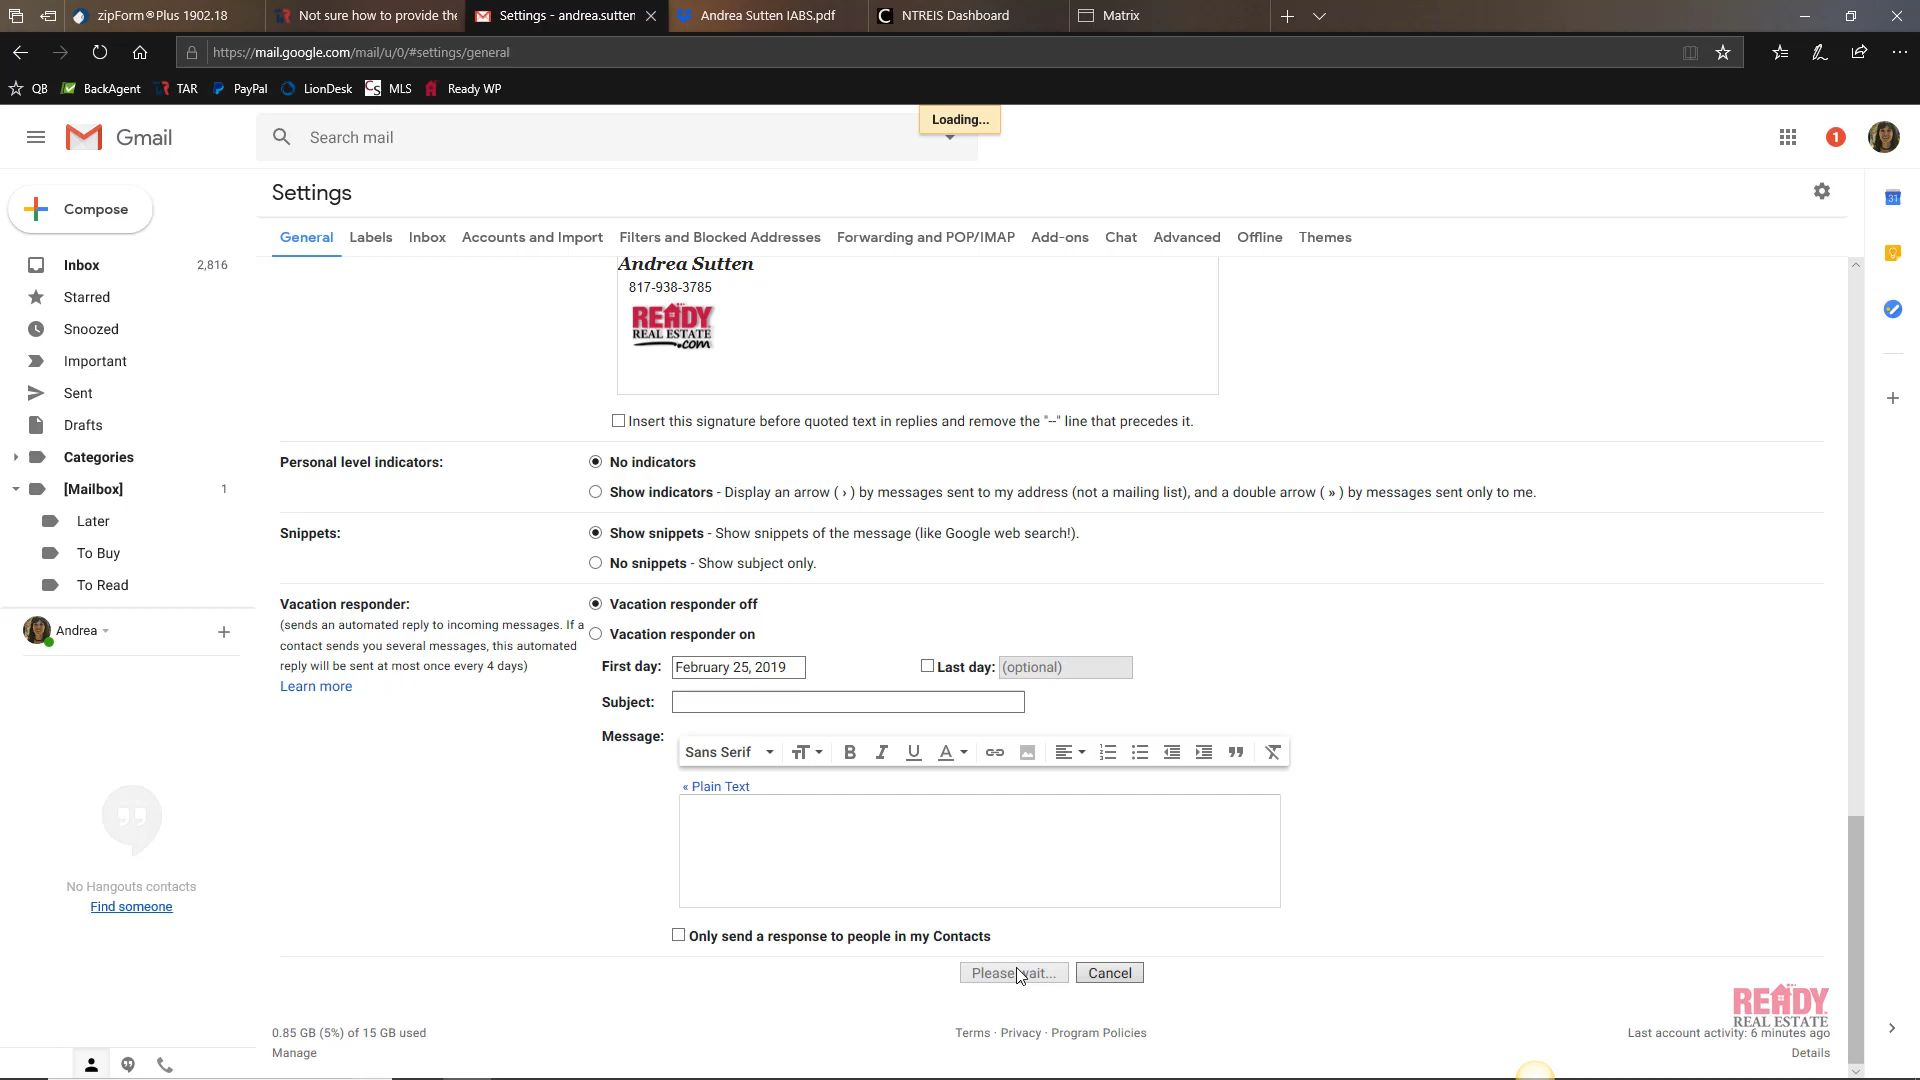 zipForm®Plus 1902.18
Not sure how to provide the
Settings - andrea.sutten
Andrea Sutten IABS.pdf
NTREIS Dashboard
Matrix
https://mail.google.com/mail/u/0/#settings/general
QB
BackAgent
TAR
PayPal
LionDesk
MLS
Ready WP
Loading...
Gmail
Search mail
1
Compose
Settings
31
General
Labels
Inbox
Accounts and Import
Filters and Blocked Addresses
Forwarding and POP/IMAP
Add-ons
Chat
Advanced
Offline
Themes
Inbox 2,816
Starred
Snoozed
Important
Sent
Drafts
Categories
[Mailbox] 1
Later
To Buy
To Read
Andrea
No Hangouts contacts
Find someone
Andrea Sutten
817-938-3785
READY
REAL ESTATE
.com
Insert this signature before quoted text in replies and remove the "--" line that precedes it.
Personal level indicators:
No indicators
Show indicators - Display an arrow ( › ) by messages sent to my address (not a mailing list), and a double arrow ( » ) by messages sent only to me.
Snippets:
Show snippets - Show snippets of the message (like Google web search!).
No snippets - Show subject only.
Vacation responder:
(sends an automated reply to incoming messages. If a
contact sends you several messages, this automated
reply will be sent at most once every 4 days)
Learn more
Vacation responder off
Vacation responder on
First day: February 25, 2019
Last day: (optional)
Subject:
Message:
Sans Serif
« Plain Text
Only send a response to people in my Contacts
Please wait...
Cancel
READY
REAL ESTATE
0.85 GB (5%) of 15 GB used
Manage
Terms · Privacy · Program Policies
Last account activity: 6 minutes ago
Details